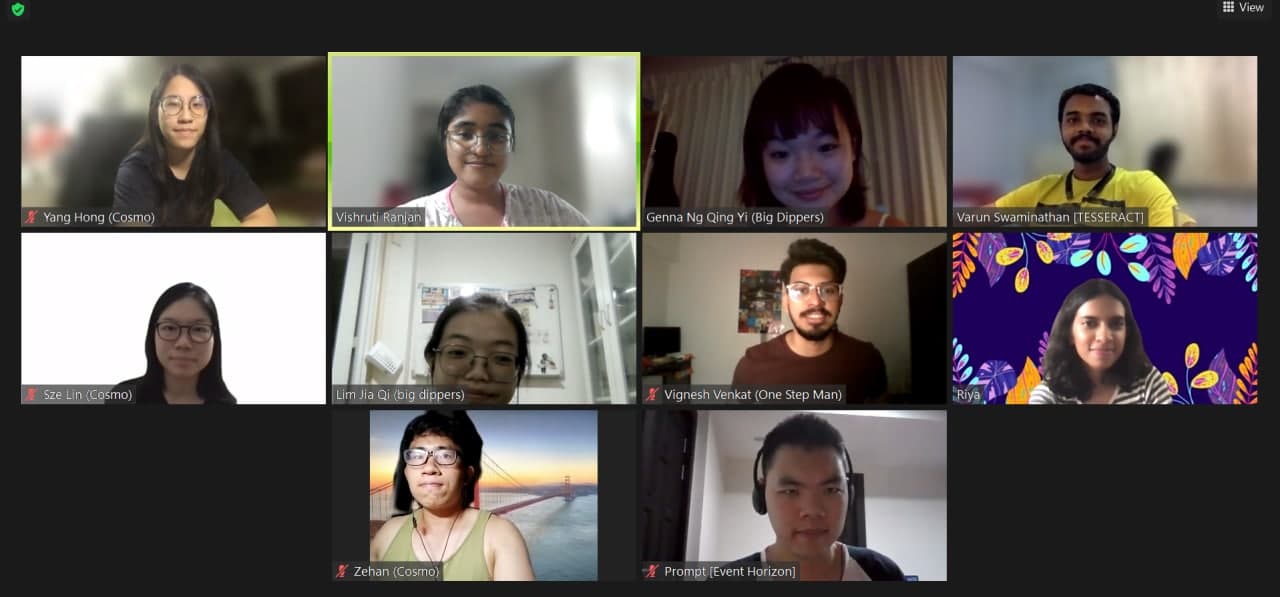 View
Yang Hong (Cosmo)
Vishruti Ranjan
Genna Ng Qing Yi (Big Dippers)
Varun Swaminathan [TESSERACT]
Sze Lin (Cosmo)
Lim Jia Qi (big dippers)
Vignesh Venkat (One Step Man)
Riya
Zehan (Cosmo)
Prompt [Event Horizon]